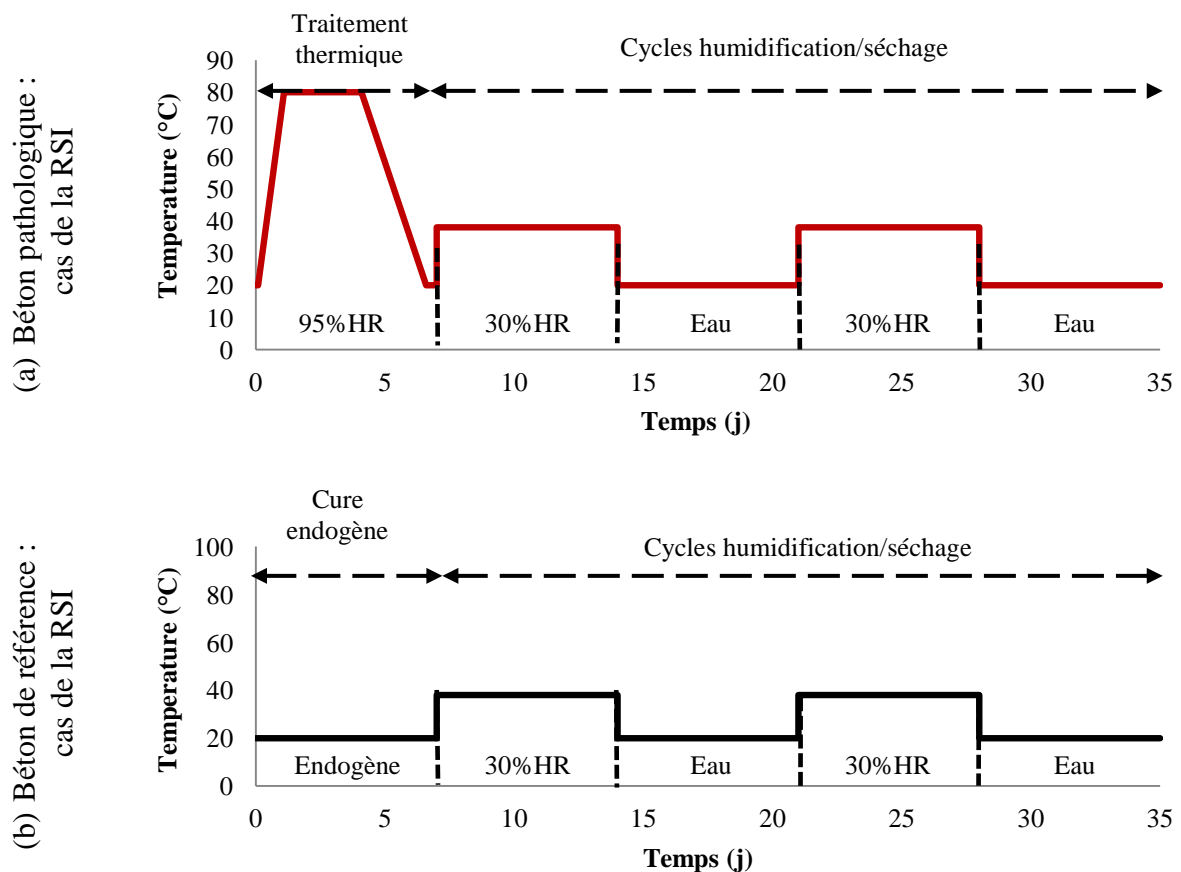 (a) Béton pathologique :
cas de la RSI
Traitement
thermique
Cycles humidification/séchage
Temperature (°C)
90
80
70
60
50
40
30
20
10
0
95%HR
30%HR
Eau
30%HR
Eau
0
5
10
15
20
25
30
35
Temps (j)
(b) Béton de référence :
cas de la RSI
Cure
endogène
Cycles humidification/séchage
Temperature (°C)
100
80
60
40
20
0
Endogène
30%HR
Eau
30%HR
Eau
0
5
10
15
20
25
30
35
Temps (j)